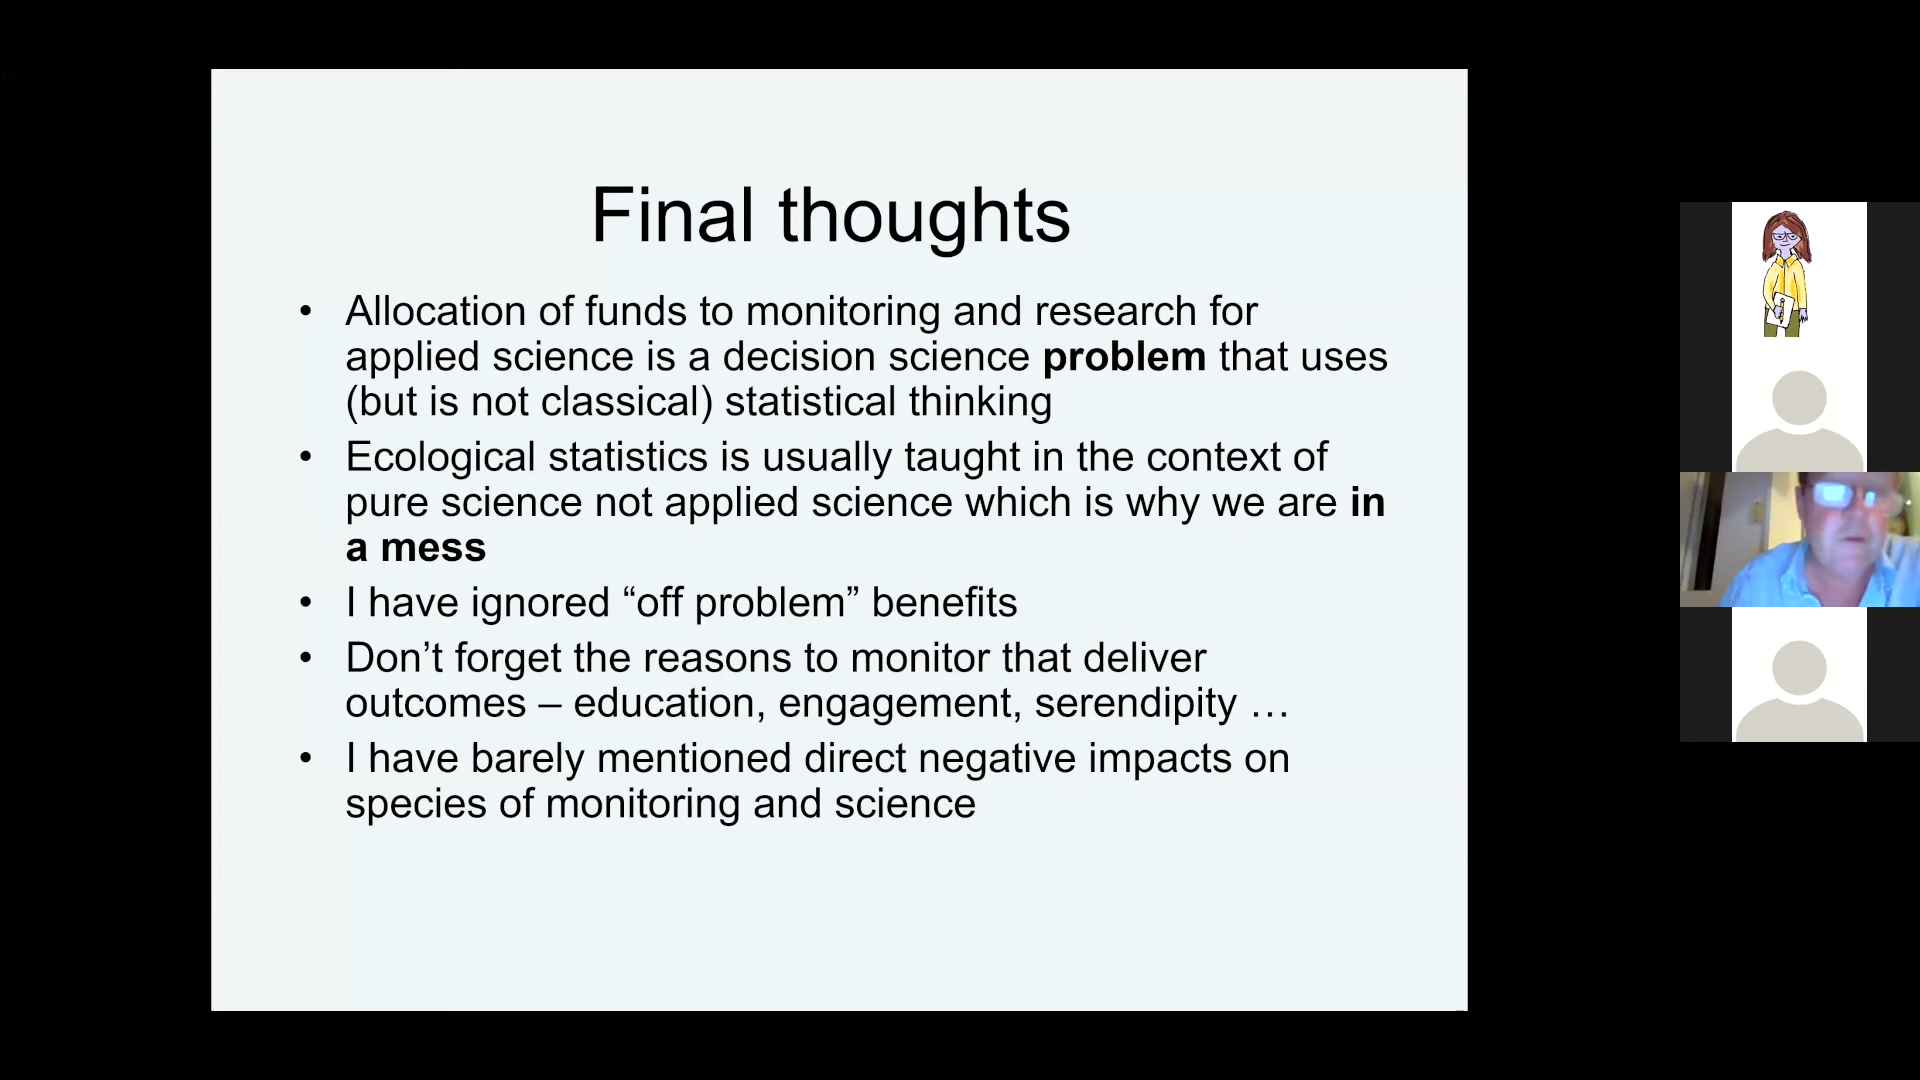 Final thoughts
• Allocation of funds to monitoring and research for
applied science is a decision science problem that uses
(but is not classical) statistical thinking
• Ecological statistics is usually taught in the context of
pure science not applied science which is why we are in
a mess
• I have ignored “off problem” benefits
• Don’t forget the reasons to monitor that deliver
outcomes – education, engagement, serendipity …
• I have barely mentioned direct negative impacts on
species of monitoring and science